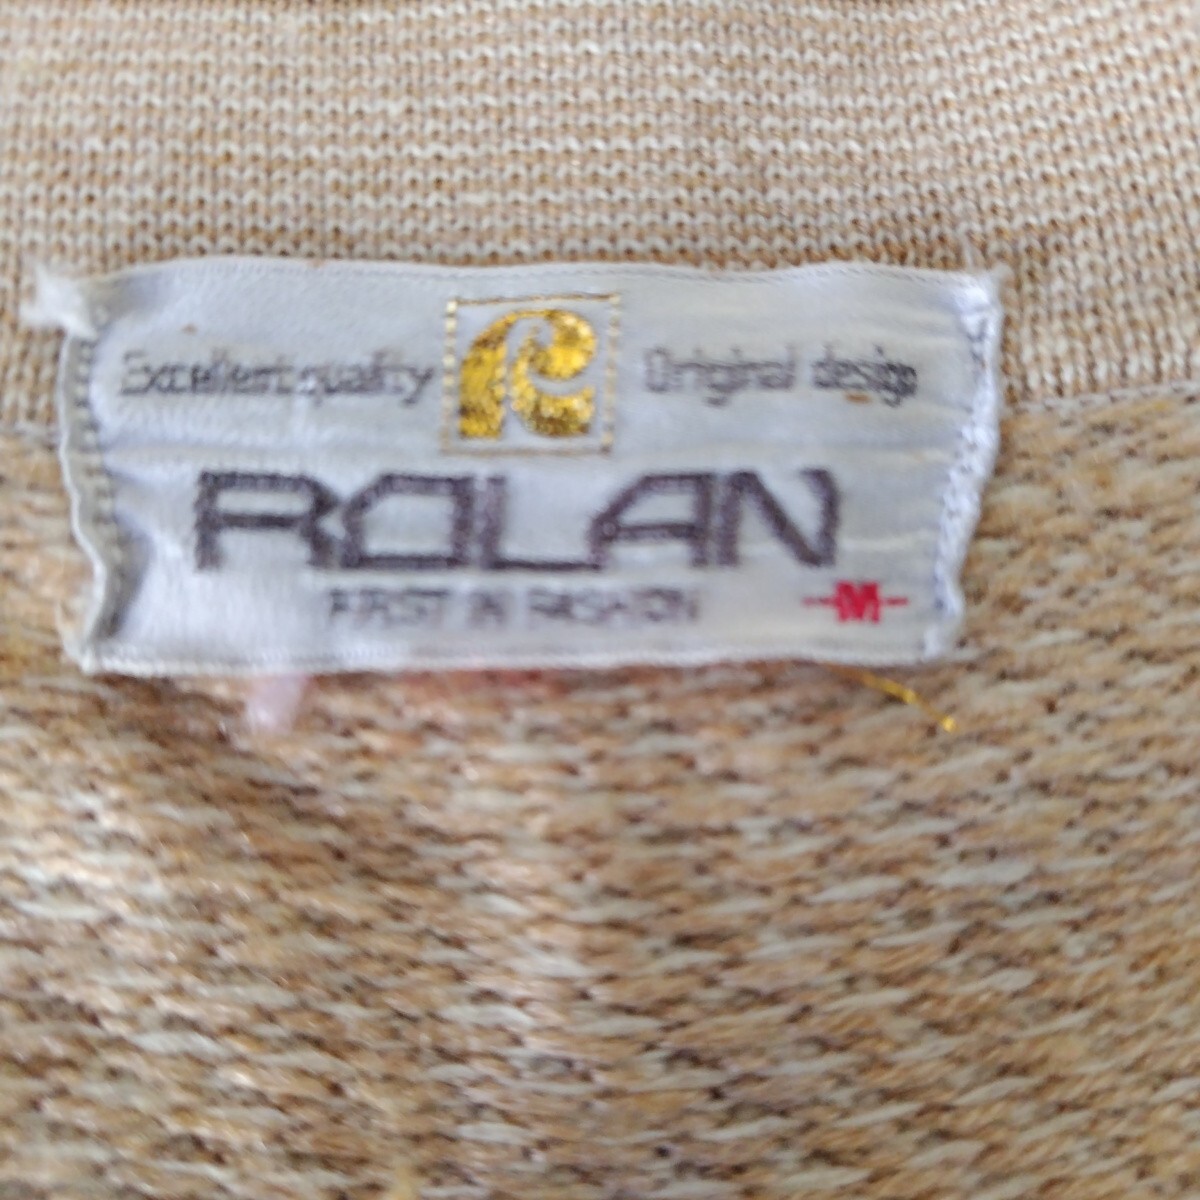 Excellent quality R Original design
ROLAN
FIRST IN FASHION -M-